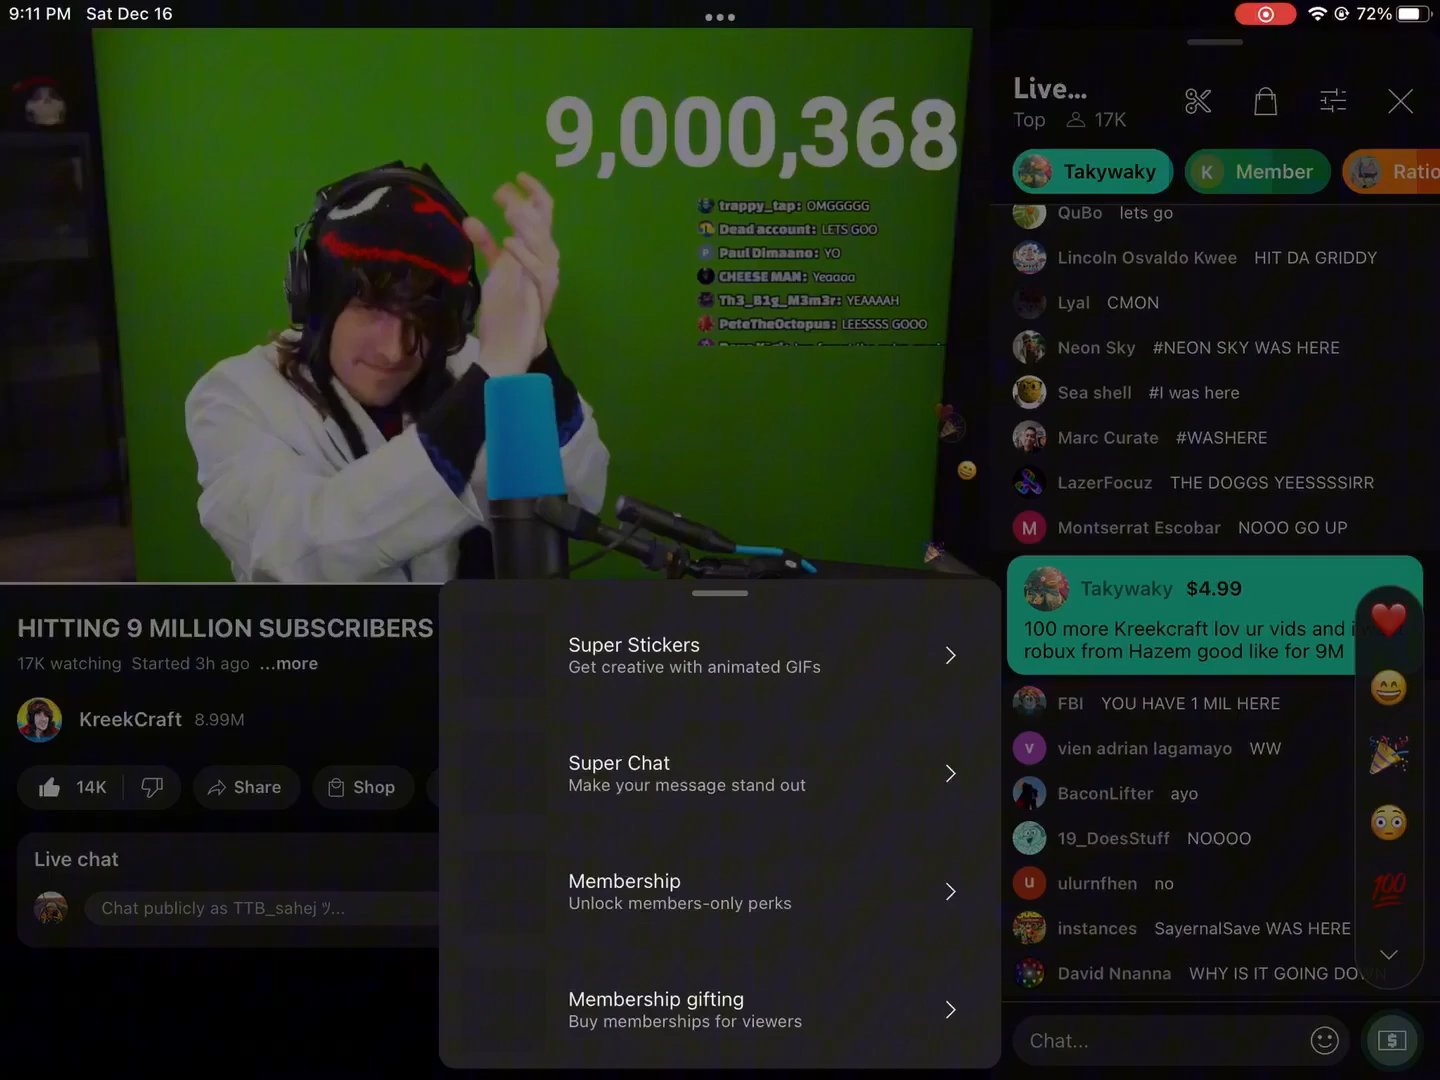 9:11 PM Sat Dec 16
72%
9,000,368
trappy_tap: OMGGGGG
Dead account: LETS GOO
P Paul Dimaano: YO
CHEESE MAN: Yeaaaa
Th3_B1g_M3m3r: YEAAAAH
PeteTheOctopus: LEESSSS GOOO
HITTING 9 MILLION SUBSCRIBERS
17K watching Started 3h ago ...more
KreekCraft 8.99M
14K
Share
Shop
Live chat
Chat publicly as TTB_sahej ツ...
Super Stickers
Get creative with animated GIFs
Super Chat
Make your message stand out
Membership
Unlock members-only perks
Membership gifting
Buy memberships for viewers
Live...
Top 17K
Takywaky
K Member
Ratio
QuBo lets go
Lincoln Osvaldo Kwee HIT DA GRIDDY
Lyal CMON
Neon Sky #NEON SKY WAS HERE
Sea shell #I was here
Marc Curate #WASHERE
LazerFocuz THE DOGGS YEESSSSIRR
M Montserrat Escobar NOOO GO UP
Takywaky $4.99
100 more Kreekcraft lov ur vids and i
robux from Hazem good like for 9M
FBI YOU HAVE 1 MIL HERE
v vien adrian lagamayo WW
BaconLifter ayo
19_DoesStuff NOOOO
u ulurnfhen no
instances SayernalSave WAS HERE
David Nnanna WHY IS IT GOING DOWN
Chat...
$